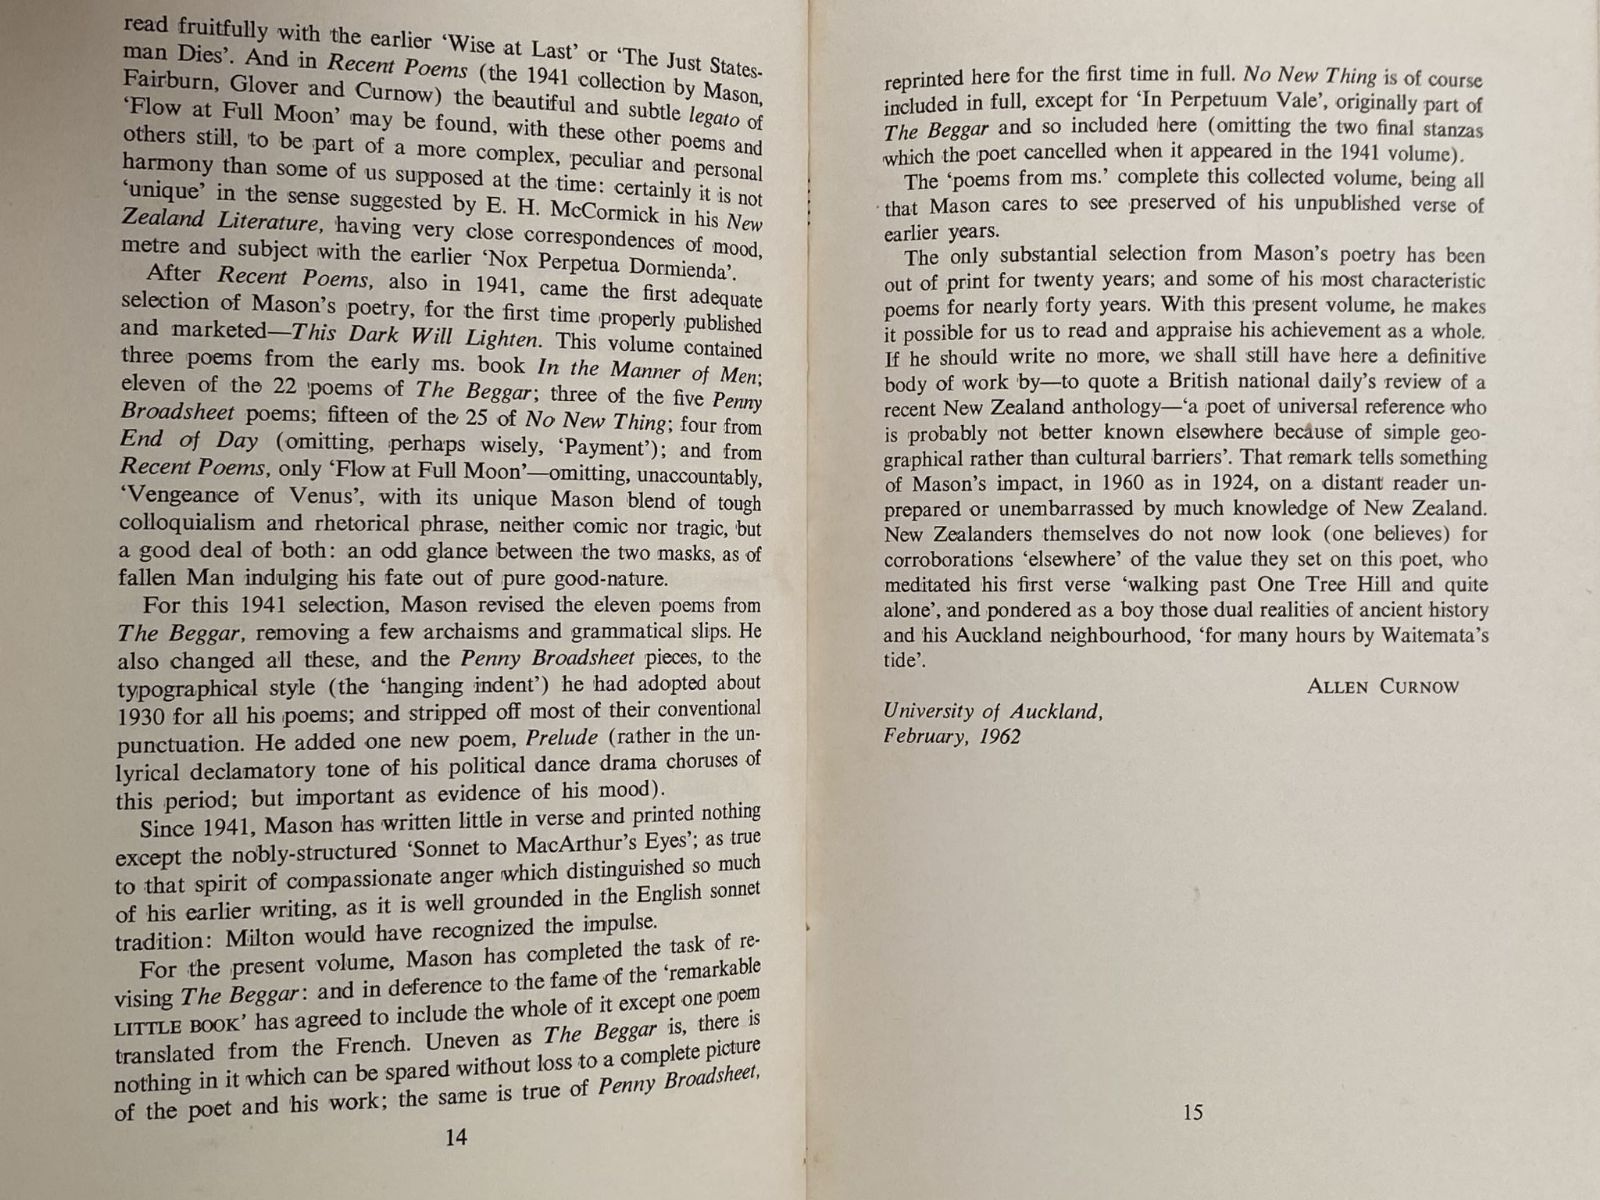 read fruitfully with the earlier ‘Wise at Last’ or ‘The Just States-
man Dies’. And in Recent Poems (the 1941 collection by Mason,
Fairburn, Glover and Curnow) the beautiful and subtle legato of
‘Flow at Full Moon’ may be found, with these other poems and
others still, to be part of a more complex, peculiar and personal
harmony than some of us supposed at the time: certainly it is not
‘unique’ in the sense suggested by E. H. McCormick in his New
Zealand Literature, having very close correspondences of mood,
metre and subject with the earlier ‘Nox Perpetua Dormienda’.
After Recent Poems, also in 1941, came the first adequate
selection of Mason’s poetry, for the first time properly published
and marketed—This Dark Will Lighten. This volume contained
three poems from the early ms. book In the Manner of Men;
eleven of the 22 poems of The Beggar; three of the five Penny
Broadsheet poems; fifteen of the 25 of No New Thing; four from
End of Day (omitting, perhaps wisely, ‘Payment’); and from
Recent Poems, only ‘Flow at Full Moon’—omitting, unaccountably,
‘Vengeance of Venus’, with its unique Mason blend of tough
colloquialism and rhetorical phrase, neither comic nor tragic, but
a good deal of both: an odd glance between the two masks, as of
fallen Man indulging his fate out of pure good-nature.
For this 1941 selection, Mason revised the eleven poems from
The Beggar, removing a few archaisms and grammatical slips. He
also changed all these, and the Penny Broadsheet pieces, to the
typographical style (the ‘hanging indent’) he had adopted about
1930 for all his poems; and stripped off most of their conventional
punctuation. He added one new poem, Prelude (rather in the un-
lyrical declamatory tone of his political dance drama choruses of
this period; but important as evidence of his mood).
Since 1941, Mason has written little in verse and printed nothing
except the nobly-structured ‘Sonnet to MacArthur’s Eyes’; as true
to that spirit of compassionate anger which distinguished so much
of his earlier writing, as it is well grounded in the English sonnet
tradition: Milton would have recognized the impulse.
For the present volume, Mason has completed the task of re-
vising The Beggar: and in deference to the fame of the ‘remarkable
LITTLE BOOK’ has agreed to include the whole of it except one poem
translated from the French. Uneven as The Beggar is, there is
nothing in it which can be spared without loss to a complete picture
of the poet and his work; the same is true of Penny Broadsheet,
14
reprinted here for the first time in full. No New Thing is of course
included in full, except for ‘In Perpetuum Vale’, originally part of
The Beggar and so included here (omitting the two final stanzas
which the poet cancelled when it appeared in the 1941 volume).
The ‘poems from ms.’ complete this collected volume, being all
that Mason cares to see preserved of his unpublished verse of
earlier years.
The only substantial selection from Mason’s poetry has been
out of print for twenty years; and some of his most characteristic
poems for nearly forty years. With this present volume, he makes
it possible for us to read and appraise his achievement as a whole.
If he should write no more, we shall still have here a definitive
body of work by—to quote a British national daily’s review of a
recent New Zealand anthology—‘a poet of universal reference who
is probably not better known elsewhere because of simple geo-
graphical rather than cultural barriers’. That remark tells something
of Mason’s impact, in 1960 as in 1924, on a distant reader un-
prepared or unembarrassed by much knowledge of New Zealand.
New Zealanders themselves do not now look (one believes) for
corroborations ‘elsewhere’ of the value they set on this poet, who
meditated his first verse ‘walking past One Tree Hill and quite
alone’, and pondered as a boy those dual realities of ancient history
and his Auckland neighbourhood, ‘for many hours by Waitemata’s
tide’.
ALLEN CURNOW
University of Auckland,
February, 1962
15